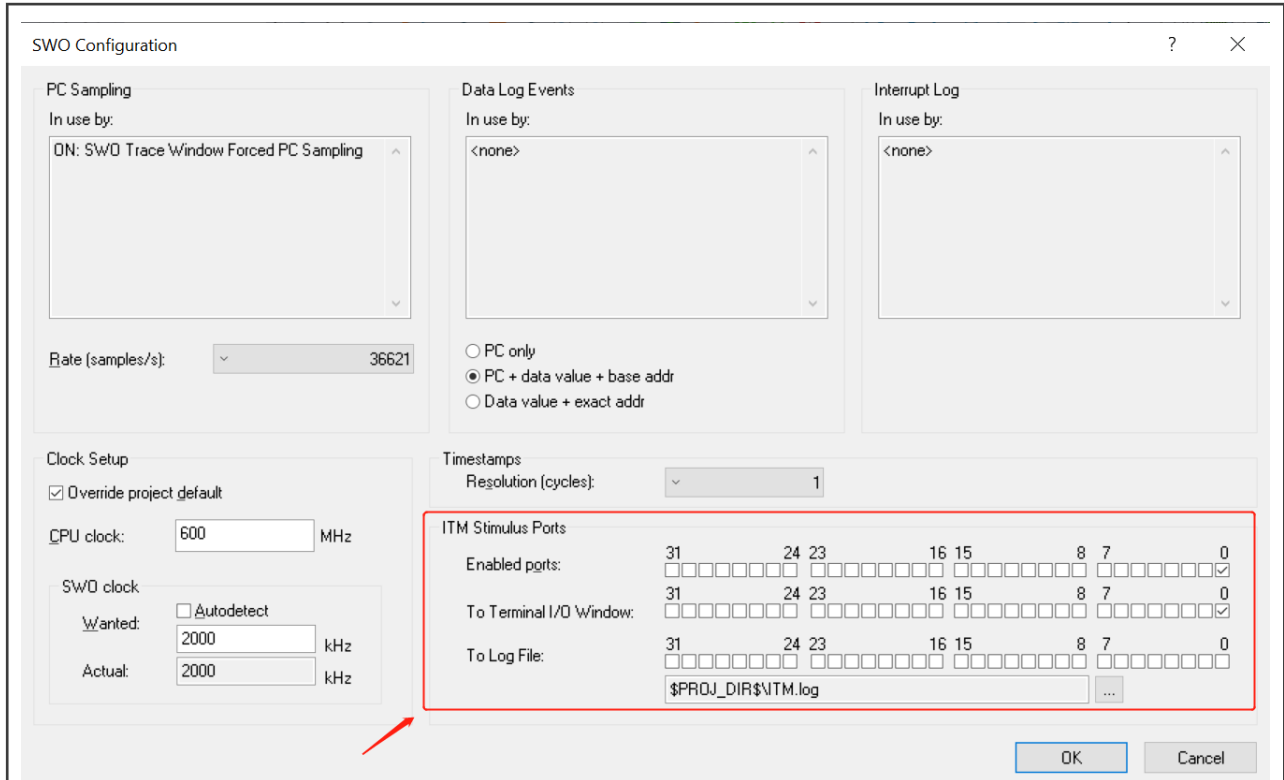 SWO Configuration
?
PC Sampling
In use by:
ON: SWO Trace Window Forced PC Sampling
Rate (samples/s):
36621
Data Log Events
In use by:
<none>
PC only
PC + data value + base addr
Data value + exact addr
Interrupt Log
In use by:
<none>
Clock Setup
Override project default
CPU clock:
600
MHz
SWO clock
Autodetect
Wanted:
2000
kHz
Actual:
2000
kHz
Timestamps
Resolution (cycles):
1
ITM Stimulus Ports
31 24 23 16 15 8 7 0
Enabled ports:
31 24 23 16 15 8 7 0
To Terminal I/O Window:
31 24 23 16 15 8 7 0
To Log File:
$PROJ_DIR$\ITM.log
...
OK
Cancel